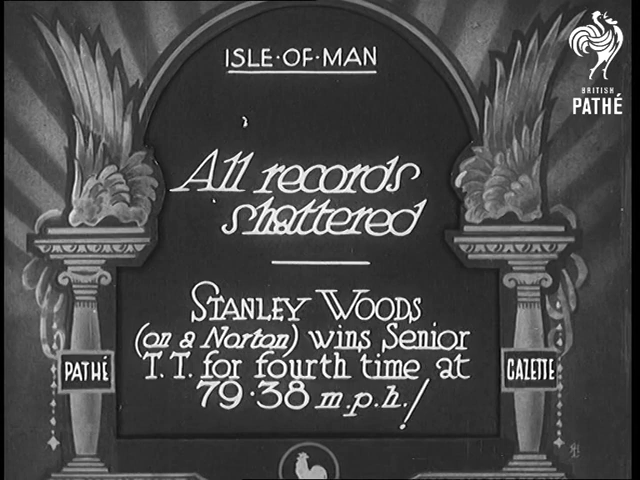 ISLE·OF·MAN
BRITISH
PATHÉ
All records
shattered
STANLEY WOODS
(on a Norton) wins Senior
T.T. for fourth time at
79·38 m.p.h.!
PATHÉ
GAZETTE